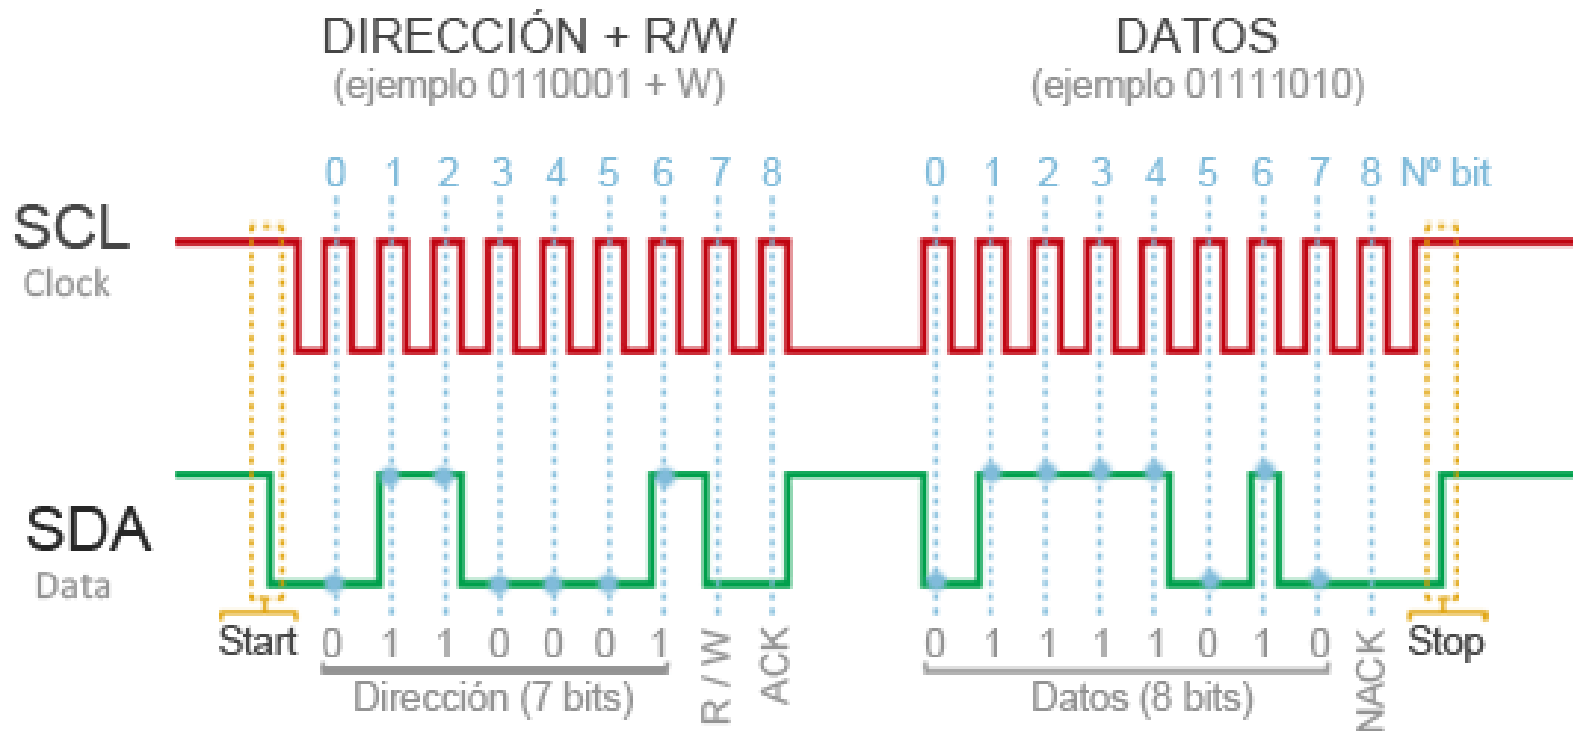 DIRECCIÓN + R/W
(ejemplo 0110001 + W)
DATOS
(ejemplo 01111010)
0 1 2 3 4 5 6 7 8
0 1 2 3 4 5 6 7 8 Nº bit
SCL
Clock
SDA
Data
Start
0 1 1 0 0 0 1
R / W
ACK
Dirección (7 bits)
0 1 1 1 1 0 1 0
NACK
Stop
Datos (8 bits)